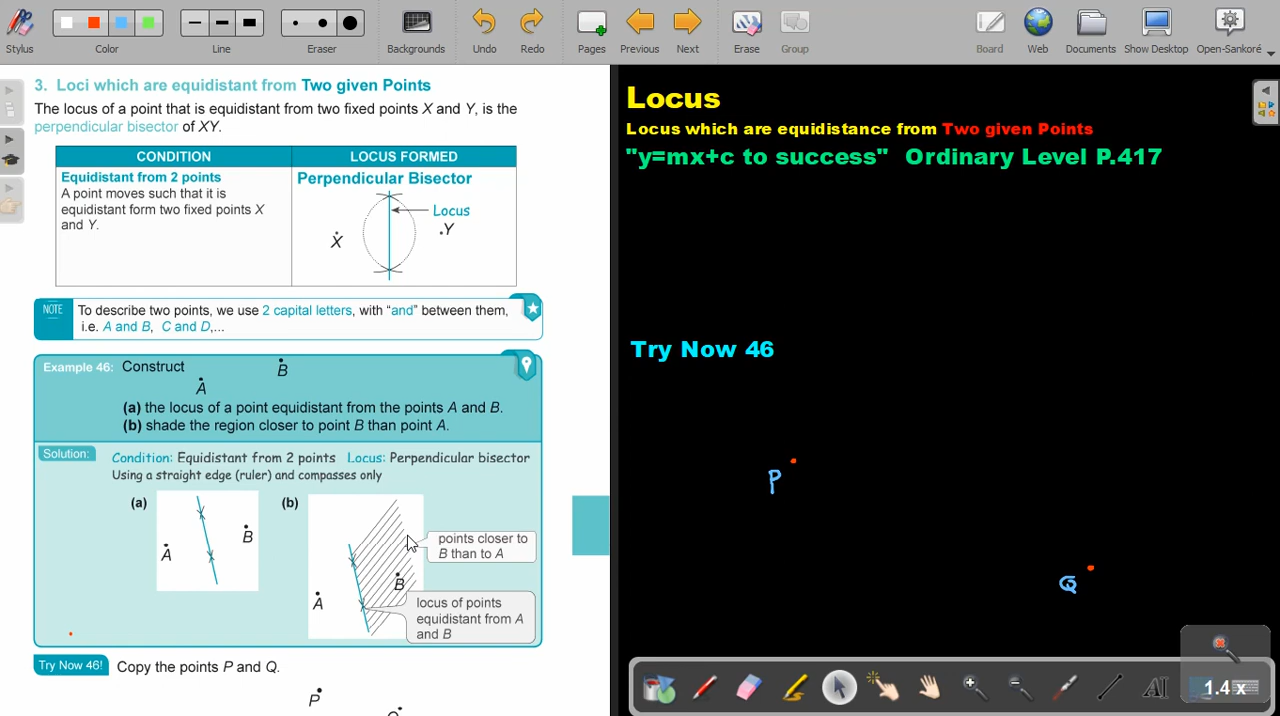 Stylus
Color
Line
Eraser
Backgrounds
Undo
Redo
Pages
Previous
Next
Erase
Group
Board
Web
Documents
Show Desktop
Open-Sankoré
3. Loci which are equidistant from Two given Points
The locus of a point that is equidistant from two fixed points X and Y, is the
perpendicular bisector of XY.
CONDITION
LOCUS FORMED
Equidistant from 2 points
A point moves such that it is
equidistant form two fixed points X
and Y.
Perpendicular Bisector
Locus
X
Y
NOTE
To describe two points, we use 2 capital letters, with “and” between them,
i.e. A and B, C and D,...
Example 46: Construct
A
B
(a) the locus of a point equidistant from the points A and B.
(b) shade the region closer to point B than point A.
Solution:
Condition: Equidistant from 2 points Locus: Perpendicular bisector
Using a straight edge (ruler) and compasses only
(a)
A
B
(b)
A
B
points closer to
B than to A
locus of points
equidistant from A
and B
Try Now 46! Copy the points P and Q.
P
Locus
Locus which are equidistance from Two given Points
"y=mx+c to success" Ordinary Level P.417
Try Now 46
P
Q
1.4 x
AI